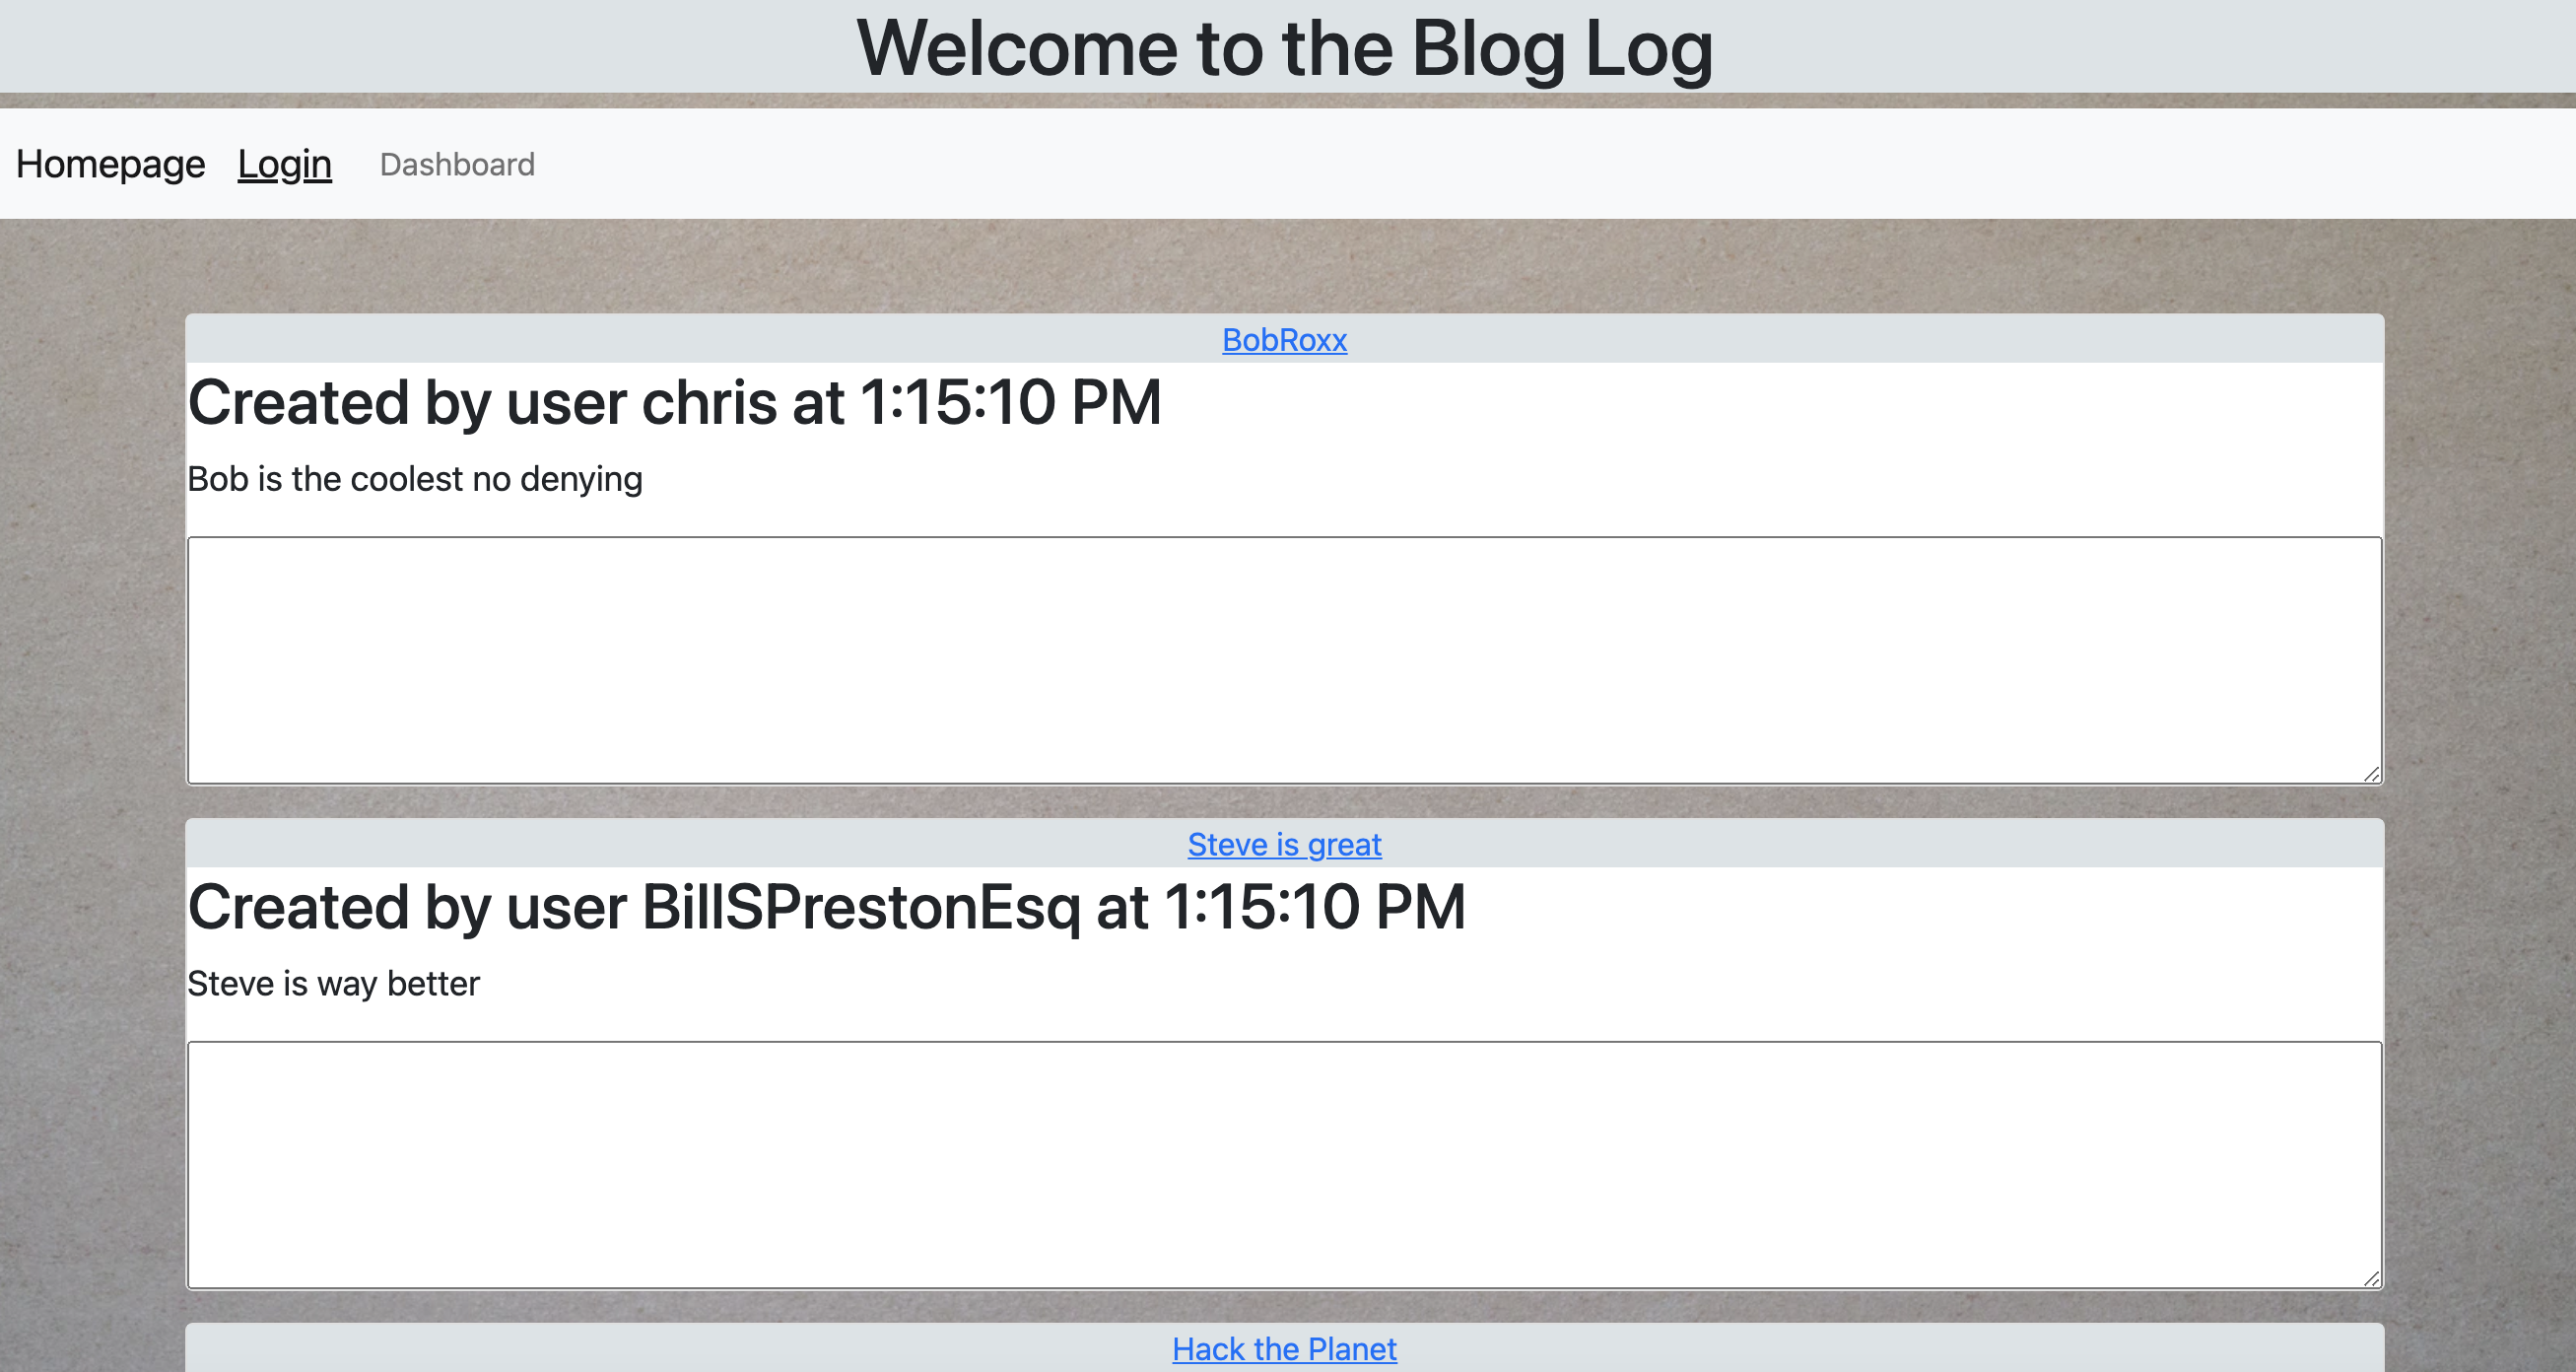 Welcome to the Blog Log
Homepage Login Dashboard
BobRoxx
Created by user chris at 1:15:10 PM
Bob is the coolest no denying
Steve is great
Created by user BillSPrestonEsq at 1:15:10 PM
Steve is way better
Hack the Planet